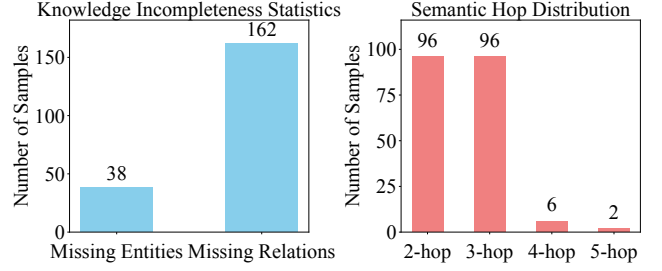 Knowledge Incompleteness Statistics
Number of Samples
150
100
50
0
38
162
Missing Entities
Missing Relations
Semantic Hop Distribution
Number of Samples
100
75
50
25
0
96
96
6
2
2-hop
3-hop
4-hop
5-hop